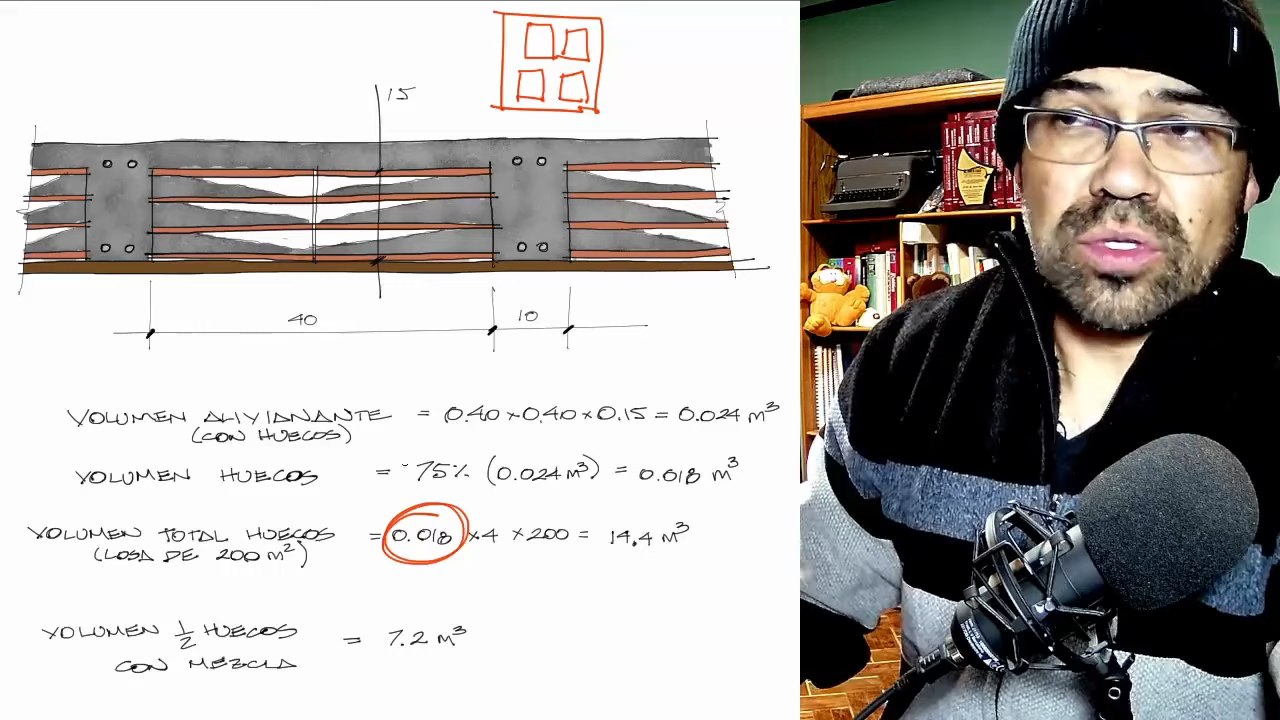 15
40
10
VOLUMEN ALIVIANANTE = 0.40 × 0.40 × 0.15 = 0.024 m³
(CON HUECOS)
VOLUMEN HUECOS = 75% (0.024 m³) = 0.018 m³
VOLUMEN TOTAL HUECOS = 0.018 × 4 × 200 = 14.4 m³
(LOSA DE 200 m²)
VOLUMEN ½ HUECOS = 7.2 m³
CON MEZCLA